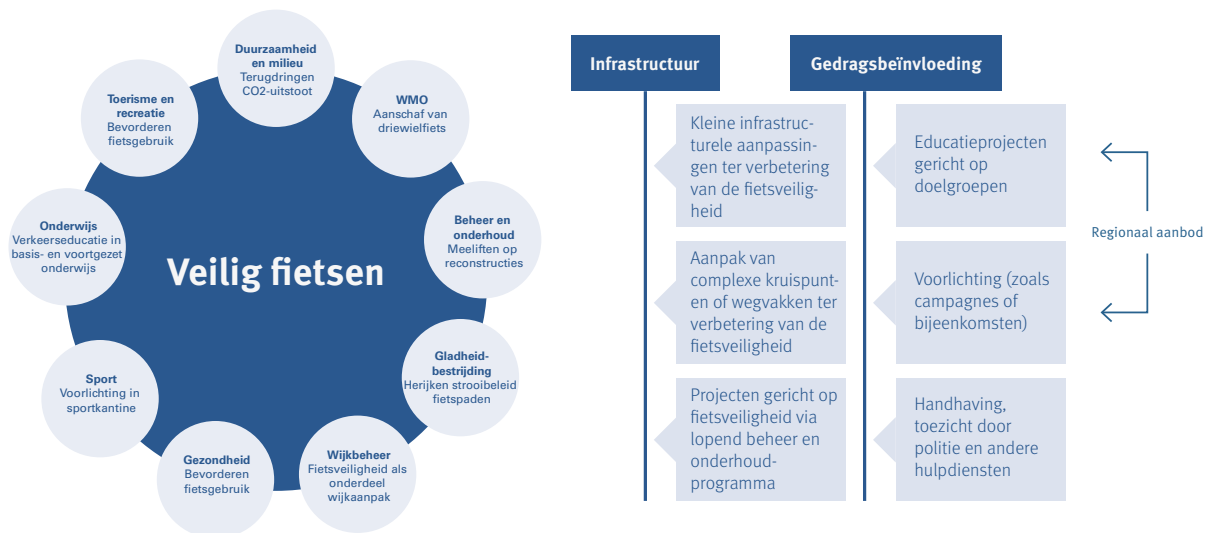 Duurzaamheid
en milieu
Terugdringen
CO2-uitstoot
WMO
Aanschaf van
driewielfiets
Beheer en
onderhoud
Meeliften op
reconstructies
Gladheid-
bestrijding
Herijken strooibeleid
fietspaden
Wijkbeheer
Fietsveiligheid als
onderdeel
wijkaanpak
Gezondheid
Bevorderen
fietsgebruik
Sport
Voorlichting in
sportkantine
Onderwijs
Verkeerseducatie in
basis- en voortgezet
onderwijs
Toerisme en
recreatie
Bevorderen
fietsgebruik
Veilig fietsen
Infrastructuur
Kleine infrastruc-
turele aanpassin-
gen ter verbetering
van de fietsveilig-
heid
Aanpak van
complexe kruispunt-
en of wegvakken ter
verbetering van de
fietsveiligheid
Projecten gericht op
fietsveiligheid via
lopend beheer en
onderhoud-
programma
Gedragsbeïnvloeding
Educatieprojecten
gericht op
doelgroepen
Voorlichting (zoals
campagnes of
bijeenkomsten)
Handhaving,
toezicht door
politie en andere
hulpdiensten
Regionaal aanbod